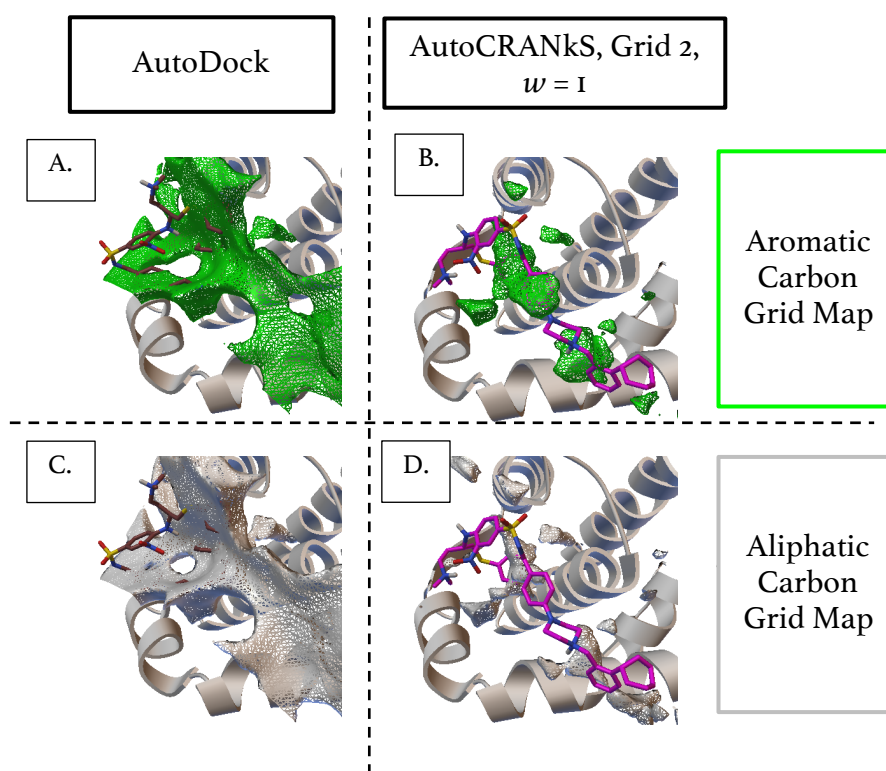 AutoDock
AutoCRANkS, Grid 2,
w = 1
A.
B.
Aromatic
Carbon
Grid Map
C.
D.
Aliphatic
Carbon
Grid Map